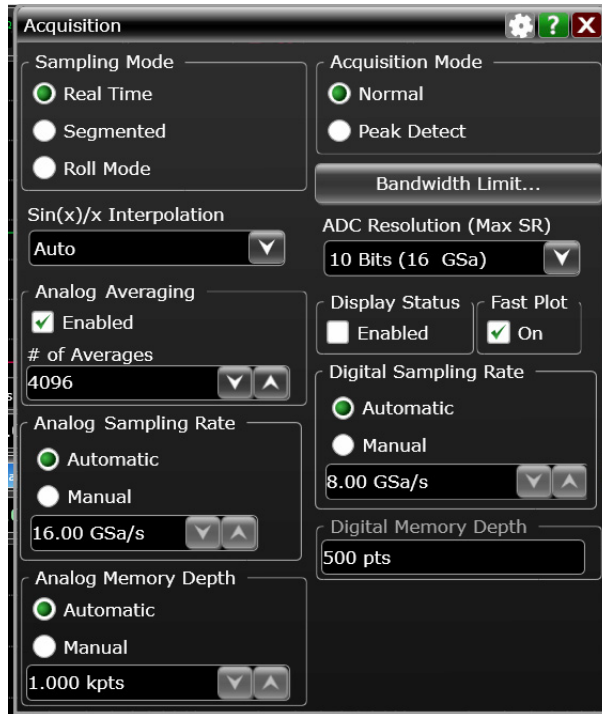 Acquisition
?
X
Sampling Mode
Real Time
Segmented
Roll Mode
Sin(x)/x Interpolation
Auto
Analog Averaging
Enabled
# of Averages
4096
Analog Sampling Rate
Automatic
Manual
16.00 GSa/s
Analog Memory Depth
Automatic
Manual
1.000 kpts
Acquisition Mode
Normal
Peak Detect
Bandwidth Limit...
ADC Resolution (Max SR)
10 Bits (16 GSa)
Display Status
Enabled
Fast Plot
On
Digital Sampling Rate
Automatic
Manual
8.00 GSa/s
Digital Memory Depth
500 pts